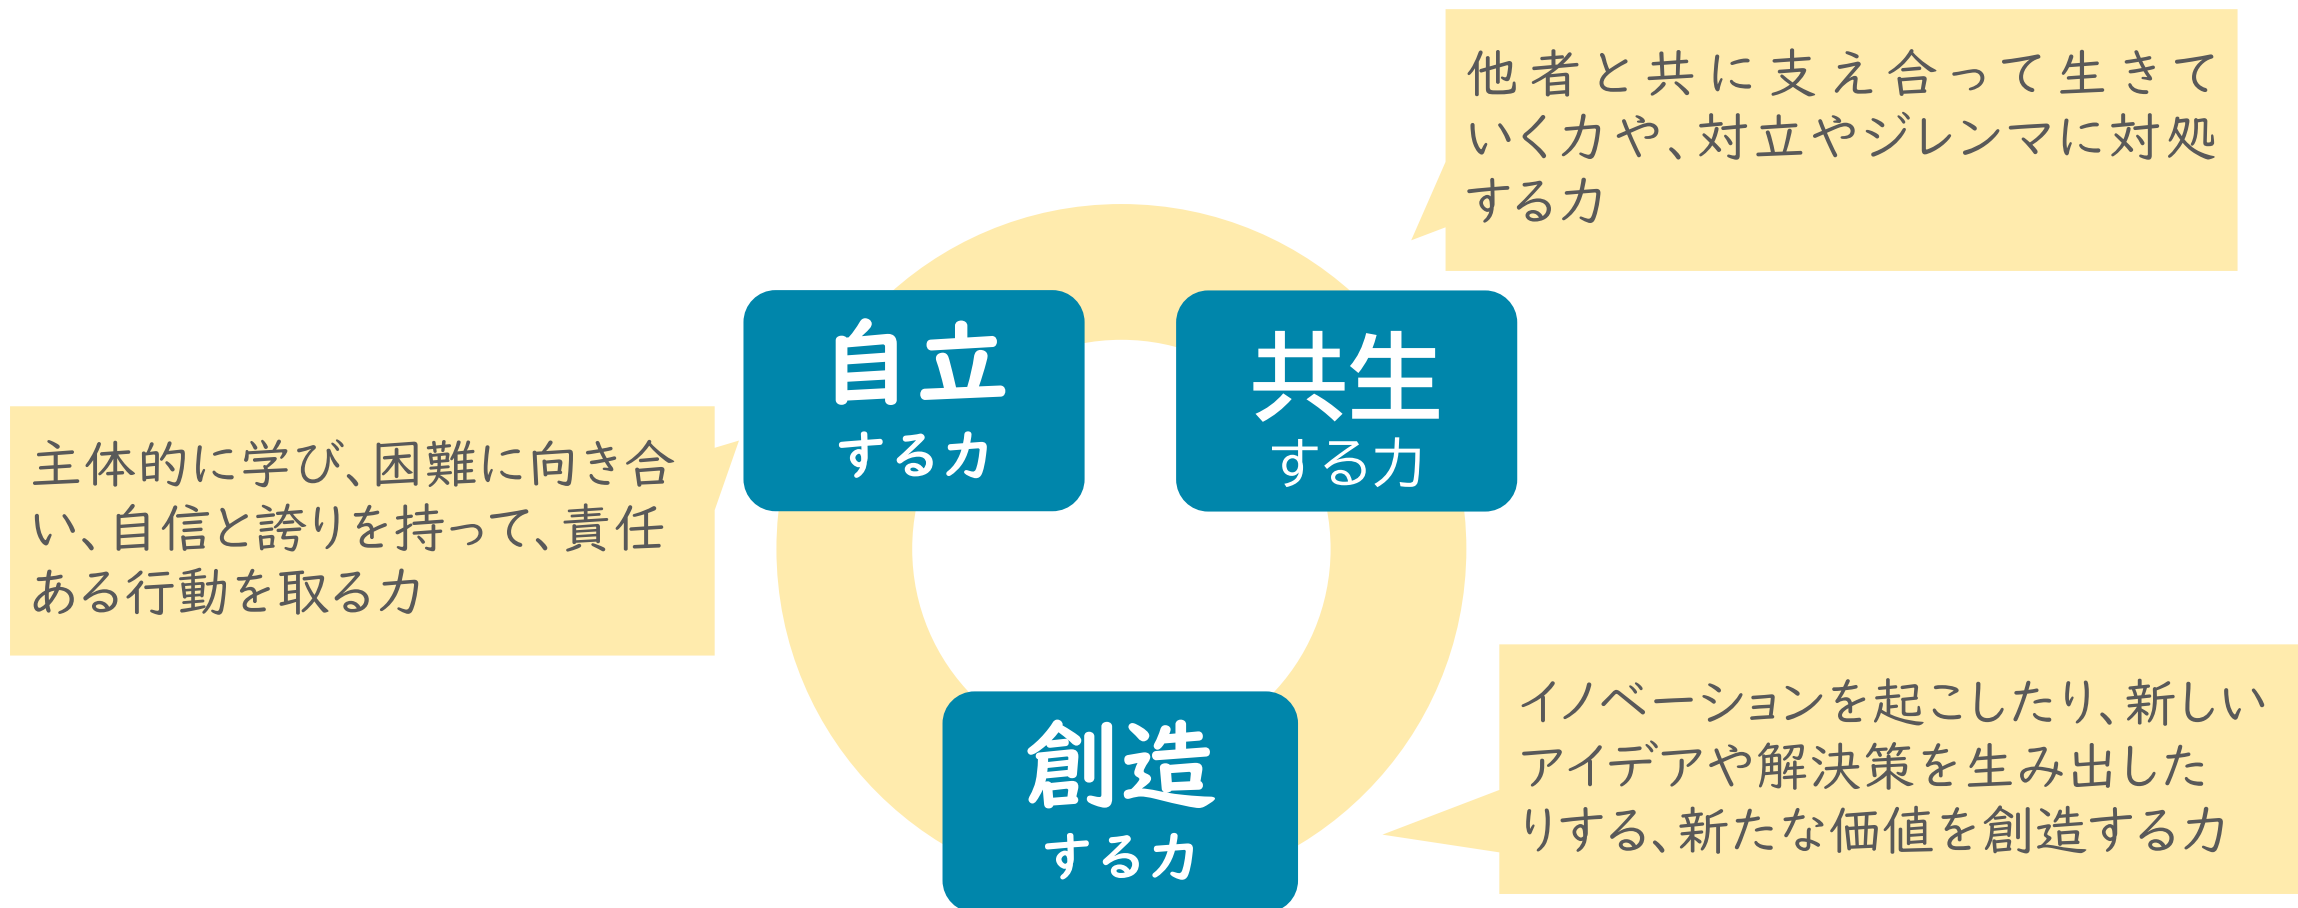 他者と共に支え合って生きて
いく力や、対立やジレンマに対処
する力
自立
する力
共生
する力
主体的に学び、困難に向き合
い、自信と誇りを持って、責任
ある行動を取る力
創造
する力
イノベーションを起こしたり、新しい
アイデアや解決策を生み出した
りする、新たな価値を創造する力